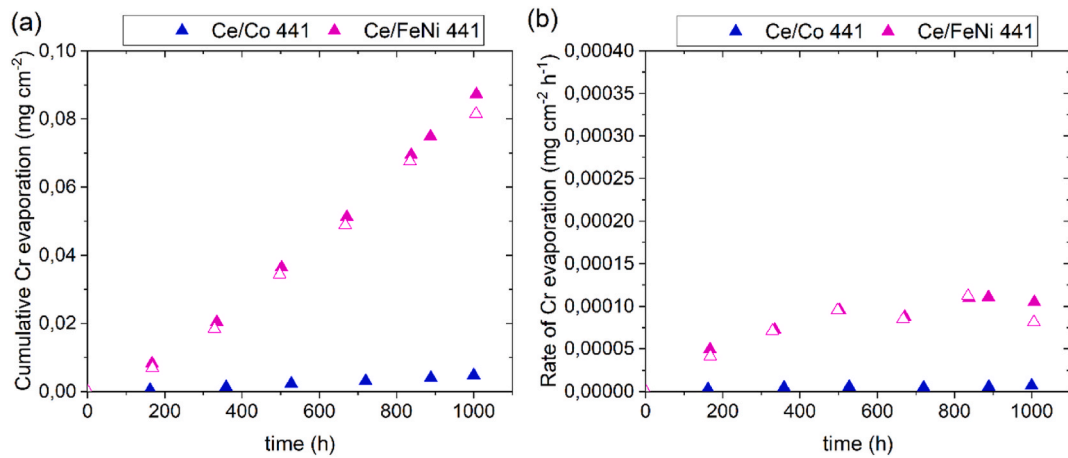 (a)
Ce/Co 441 Ce/FeNi 441
0,10
0,08
0,06
0,04
0,02
0,00
0 200 400 600 800 1000
time (h)
Cumulative Cr evaporation (mg cm⁻²)
(b)
Ce/Co 441 Ce/FeNi 441
0,00040
0,00035
0,00030
0,00025
0,00020
0,00015
0,00010
0,00005
0,00000
0 200 400 600 800 1000
time (h)
Rate of Cr evaporation (mg cm⁻² h⁻¹)